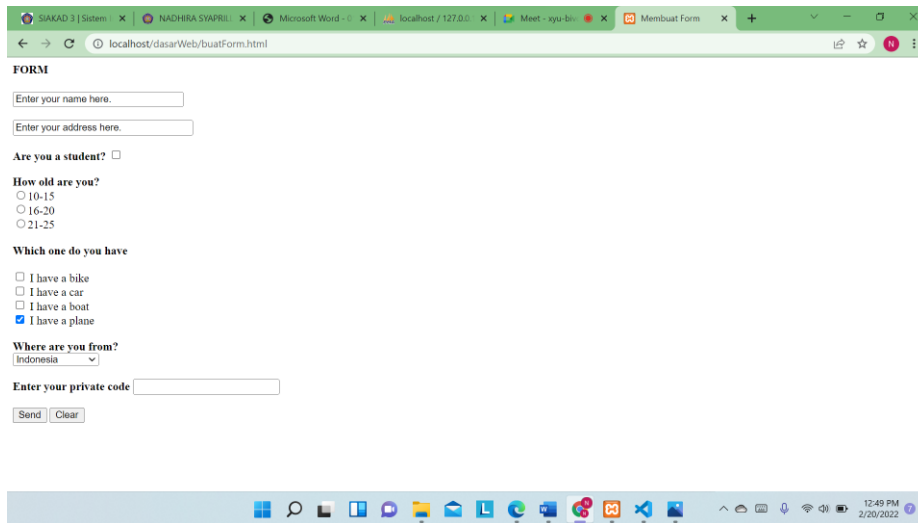 SIAKAD 3 | Sistem
NADHIRA SYAPRIL
Microsoft Word -
localhost / 127.0.0.
Meet - xyu-biv
Membuat Form
localhost/dasarWeb/buatForm.html
N
FORM
Enter your name here.
Enter your address here.
Are you a student?
How old are you?
10-15
16-20
21-25
Which one do you have
I have a bike
I have a car
I have a boat
I have a plane
Where are you from?
Indonesia
Enter your private code
Send Clear
12:49 PM
2/20/2022